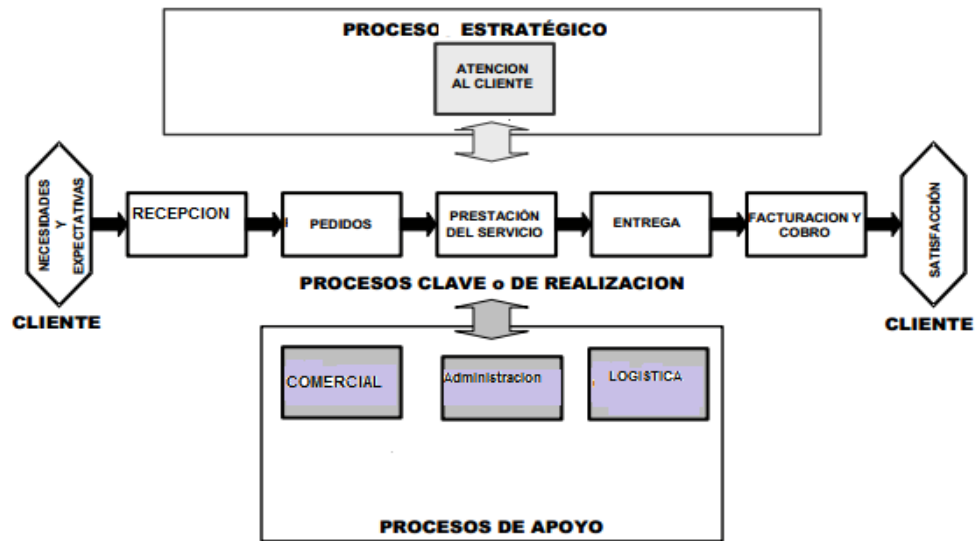 PROCESO ESTRATÉGICO
ATENCION
AL CLIENTE
NECESIDADES
Y
EXPECTATIVAS
CLIENTE
RECEPCION
PEDIDOS
PRESTACIÓN
DEL SERVICIO
ENTREGA
FACTURACION Y
COBRO
SATISFACCIÓN
CLIENTE
PROCESOS CLAVE o DE REALIZACION
COMERCIAL
Administracion
LOGISTICA
PROCESOS DE APOYO